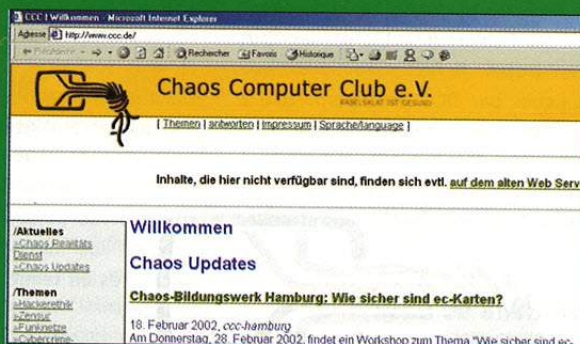 CCC | Willkommen - Microsoft Internet Explorer
Adresse http://www.ccc.de/
Rechercher Favoris Historique
Chaos Computer Club e.V.
KABELSALAT IST GESUND
[ Themen | antworten | Impressum | Sprache/language ]
Inhalte, die hier nicht verfügbar sind, finden sich evtl. auf dem alten Web Serv
/Aktuelles
»Chaos Realitäts
Dienst
»Chaos Updates
/Themen
»Hackerethik
»Zensur
»Funknetze
»Cybercrime-
Willkommen
Chaos Updates
Chaos-Bildungswerk Hamburg: Wie sicher sind ec-Karten?
18. Februar 2002, ccc-hamburg
Am Donnerstag, 28. Februar 2002, findet ein Workshop zum Thema "Wie sicher sind ec-